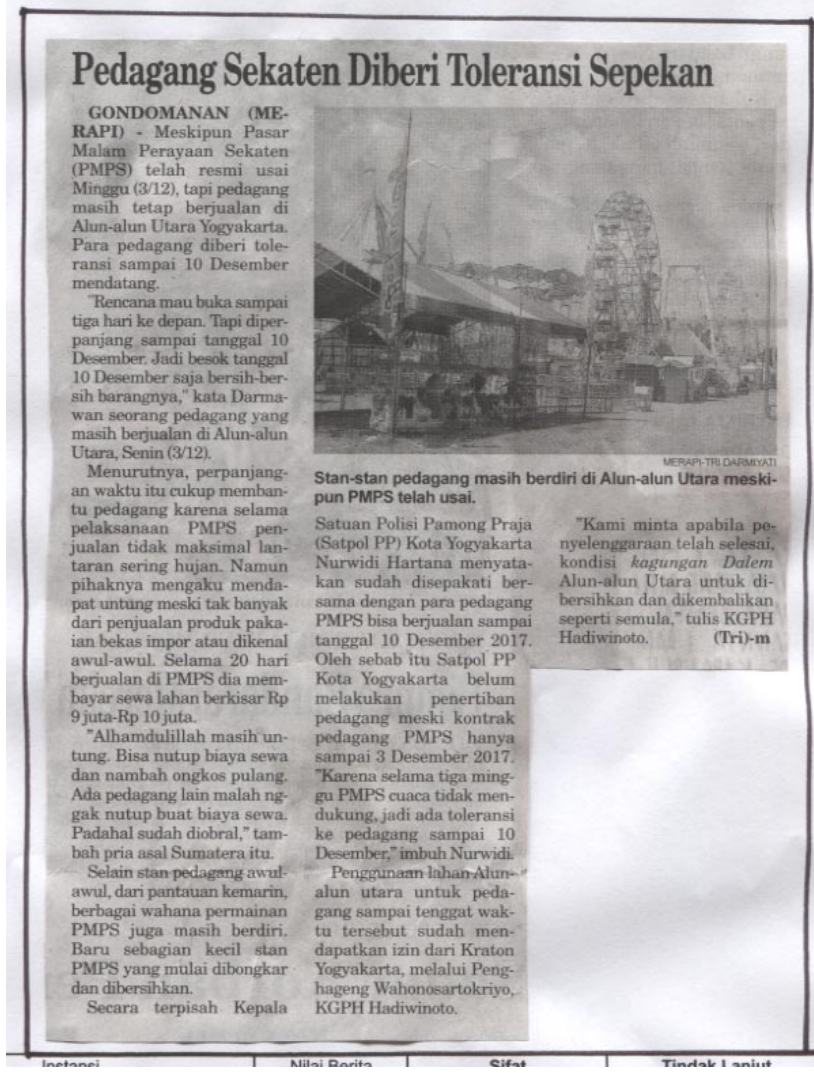 Pedagang Sekaten Diberi Toleransi Sepekan
GONDOMANAN (ME-
RAPI) - Meskipun Pasar
Malam Perayaan Sekaten
(PMPS) telah resmi usai
Minggu (3/12), tapi pedagang
masih tetap berjualan di
Alun-alun Utara Yogyakarta.
Para pedagang diberi tole-
ransi sampai 10 Desember
mendatang.
"Rencana mau buka sampai
tiga hari ke depan. Tapi diper-
panjang sampai tanggal 10
Desember. Jadi besok tanggal
10 Desember saja bersih-ber-
sih barangnya," kata Darma-
wan seorang pedagang yang
masih berjualan di Alun-alun
Utara, Senin (3/12).
Menurutnya, perpanjang-
an waktu itu cukup memban-
tu pedagang karena selama
pelaksanaan PMPS pen-
jualan tidak maksimal lan-
taran sering hujan. Namun
pihaknya mengaku menda-
pat untung meski tak banyak
dari penjualan produk paka-
ian bekas impor atau dikenal
awul-awul. Selama 20 hari
berjualan di PMPS dia mem-
bayar sewa lahan berkisar Rp
9 juta-Rp 10 juta.
"Alhamdulillah masih un-
tung. Bisa nutup biaya sewa
dan nambah ongkos pulang.
Ada pedagang lain malah ng-
gak nutup buat biaya sewa.
Padahal sudah diobral," tam-
bah pria asal Sumatera itu.
Selain stan pedagang awul-
awul, dari pantauan kemarin,
berbagai wahana permainan
PMPS juga masih berdiri.
Baru sebagian kecil stan
PMPS yang mulai dibongkar
dan dibersihkan.
Secara terpisah Kepala
MERAPI-TRI DARMIYATI
Stan-stan pedagang masih berdiri di Alun-alun Utara meski-
pun PMPS telah usai.
Satuan Polisi Pamong Praja
(Satpol PP) Kota Yogyakarta
Nurwidi Hartana menyata-
kan sudah disepakati ber-
sama dengan para pedagang
PMPS bisa berjualan sampai
tanggal 10 Desember 2017.
Oleh sebab itu Satpol PP
Kota Yogyakarta belum
melakukan penertiban
pedagang meski kontrak
pedagang PMPS hanya
sampai 3 Desember 2017.
"Karena selama tiga ming-
gu PMPS cuaca tidak men-
dukung, jadi ada toleransi
ke pedagang sampai 10
Desember," imbuh Nurwidi.
Penggunaan lahan Alun-
alun utara untuk peda-
gang sampai tenggat wak-
tu tersebut sudah men-
dapatkan izin dari Kraton
Yogyakarta, melalui Peng-
hageng Wahonosartokriyo,
KGPH Hadiwinoto.
"Kami minta apabila pe-
nyelenggaraan telah selesai,
kondisi kagungan Dalem
Alun-alun Utara untuk di-
bersihkan dan dikembalikan
seperti semula," tulis KGPH
Hadiwinoto. (Tri)-m
Instansi Nilai Berita Sifat Tindak Lanjut